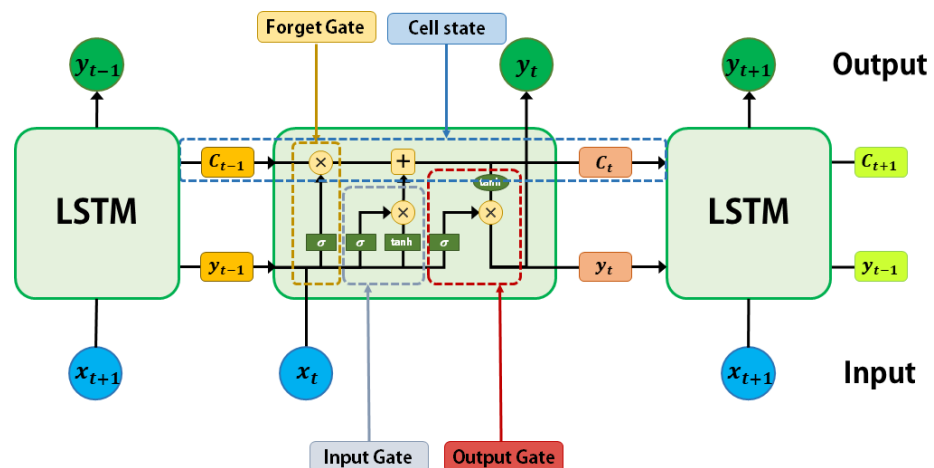 Forget Gate
Cell state
y_{t-1}
y_t
y_{t+1}
Output
C_{t-1}
×
+
C_t
C_{t+1}
tanh
LSTM
×
×
LSTM
σ
σ
tanh
σ
y_{t-1}
y_t
y_{t-1}
x_{t+1}
x_t
x_{t+1}
Input
Input Gate
Output Gate